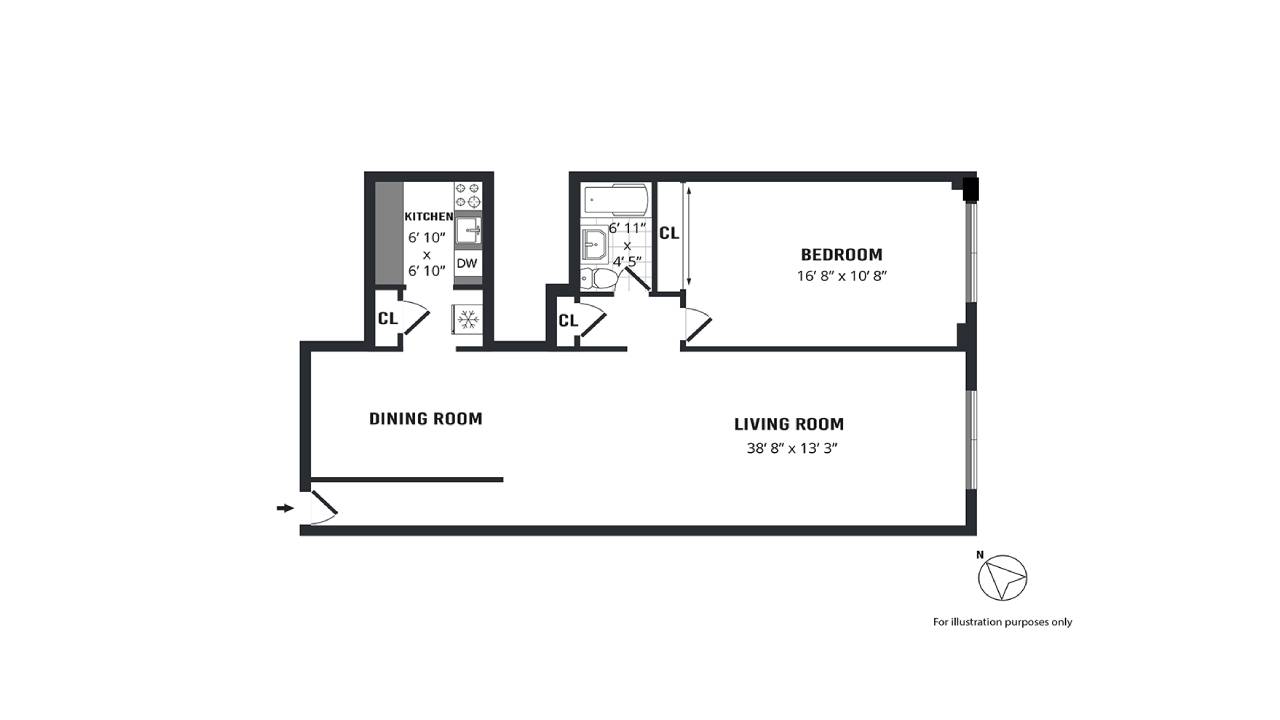 KITCHEN
6’ 10”
x
6’ 10”
DW
CL
6’ 11”
x
4’ 5”
CL
CL
BEDROOM
16’ 8” x 10’ 8”
DINING ROOM
LIVING ROOM
38’ 8” x 13’ 3”
N
For illustration purposes only